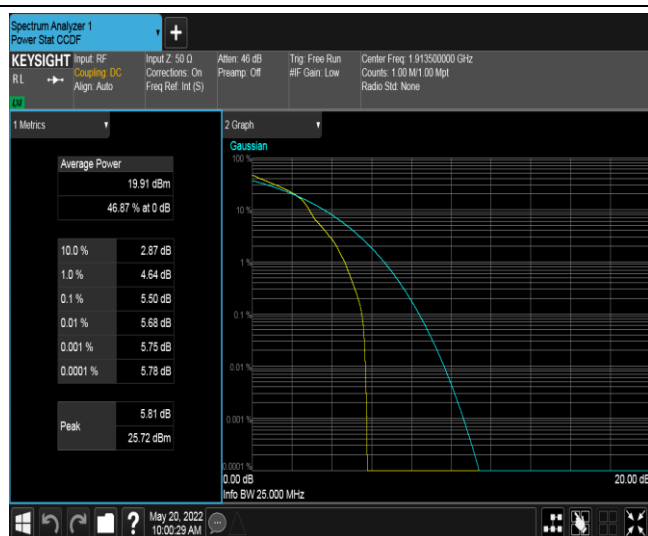 Spectrum Analyzer 1
Power Stat CCDF
+
KEYSIGHT
RL
LXI
Input: RF
Coupling: DC
Align: Auto
Input Z: 50 Ω
Corrections: On
Freq Ref: Int (S)
Atten: 46 dB
Preamp: Off
Trig: Free Run
#IF Gain: Low
Center Freq: 1.913500000 GHz
Counts: 1.00 M/1.00 Mpt
Radio Std: None
1 Metrics
Average Power
19.91 dBm
46.87 % at 0 dB
10.0 % 2.87 dB
1.0 % 4.64 dB
0.1 % 5.50 dB
0.01 % 5.68 dB
0.001 % 5.75 dB
0.0001 % 5.78 dB
Peak
5.81 dB
25.72 dBm
2 Graph
Gaussian
100 %
10 %
1 %
0.1 %
0.01 %
0.001 %
0.0001 %
0.00 dB
20.00 dB
Info BW 25.000 MHz
?
May 20, 2022
10:00:29 AM